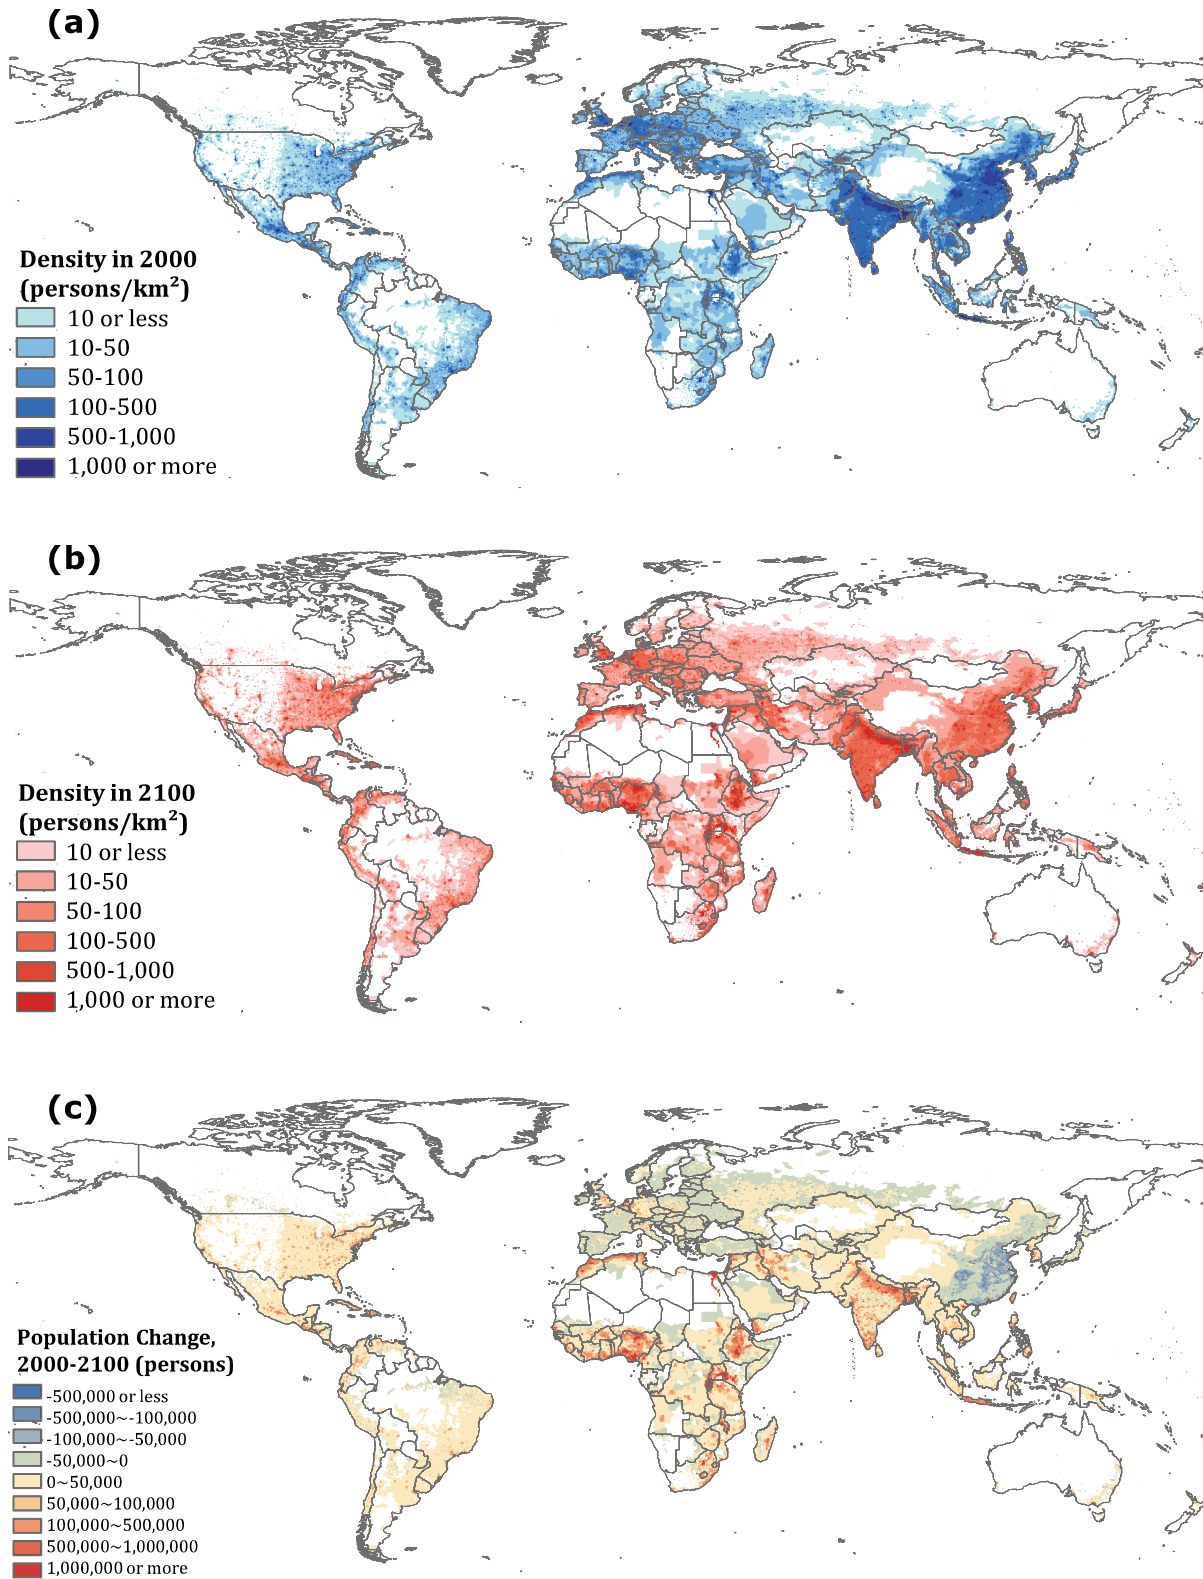 (a)
Density in 2000
(persons/km²)
10 or less
10-50
50-100
100-500
500-1,000
1,000 or more
(b)
Density in 2100
(persons/km²)
10 or less
10-50
50-100
100-500
500-1,000
1,000 or more
(c)
Population Change,
2000-2100 (persons)
-500,000 or less
-500,000~-100,000
-100,000~-50,000
-50,000~0
0~50,000
50,000~100,000
100,000~500,000
500,000~1,000,000
1,000,000 or more